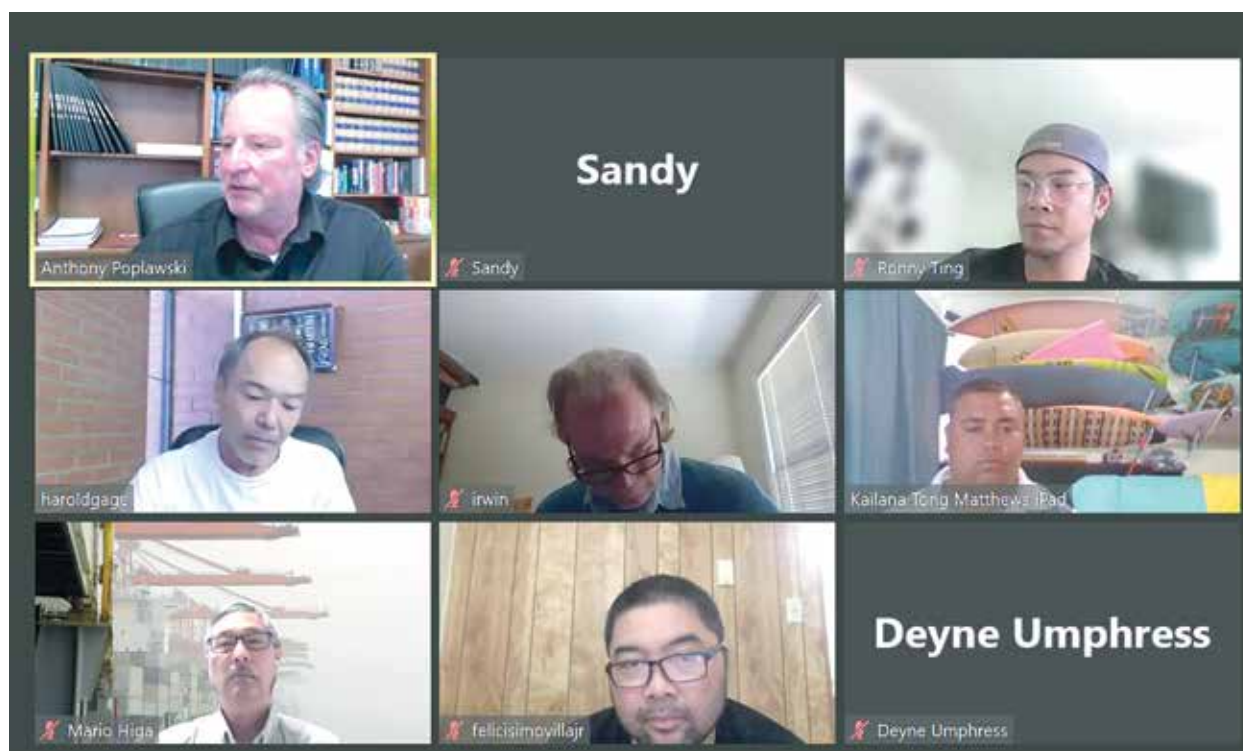 Sandy
Anthony Poplawski
Sandy
Ronny Ting
haroldgage
irwin
Kailana Tong Matthews iPad
Mario Higa
felicisimovillajr
Deyne Umphress
Deyne Umphress